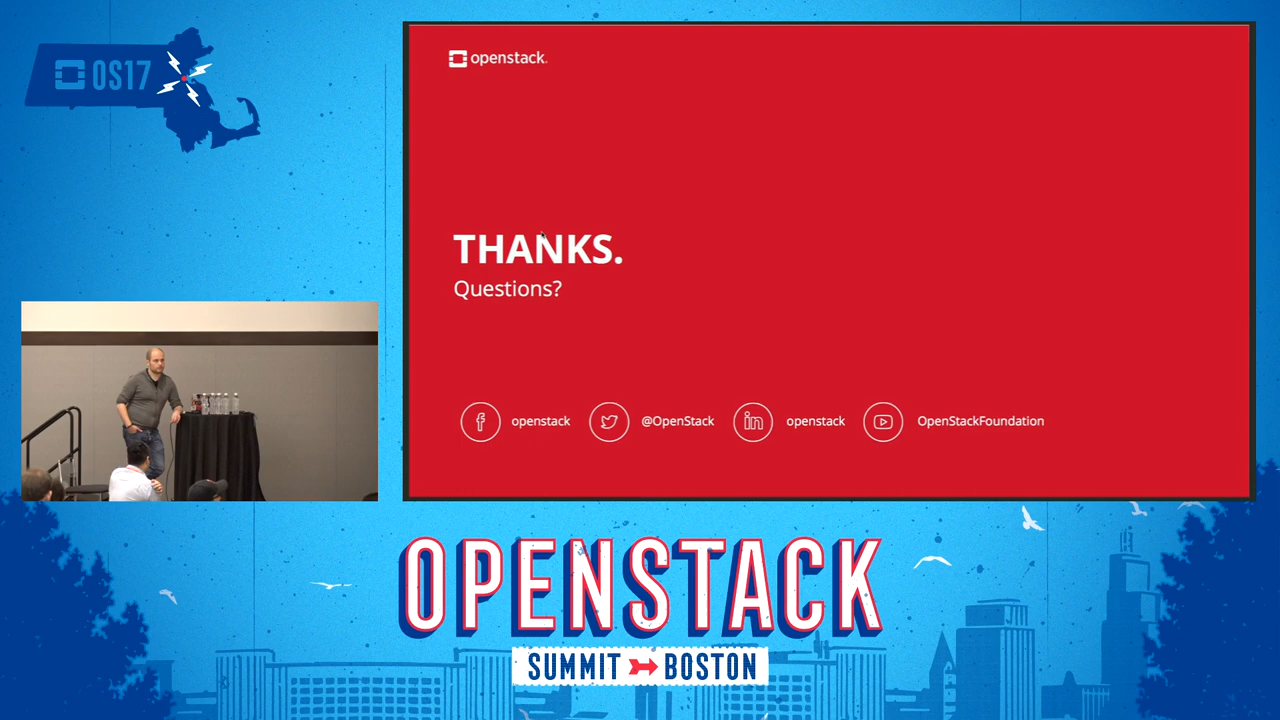 OS17
openstack.
THANKS.
Questions?
openstack
@OpenStack
openstack
OpenStackFoundation
OPENSTACK
SUMMIT BOSTON